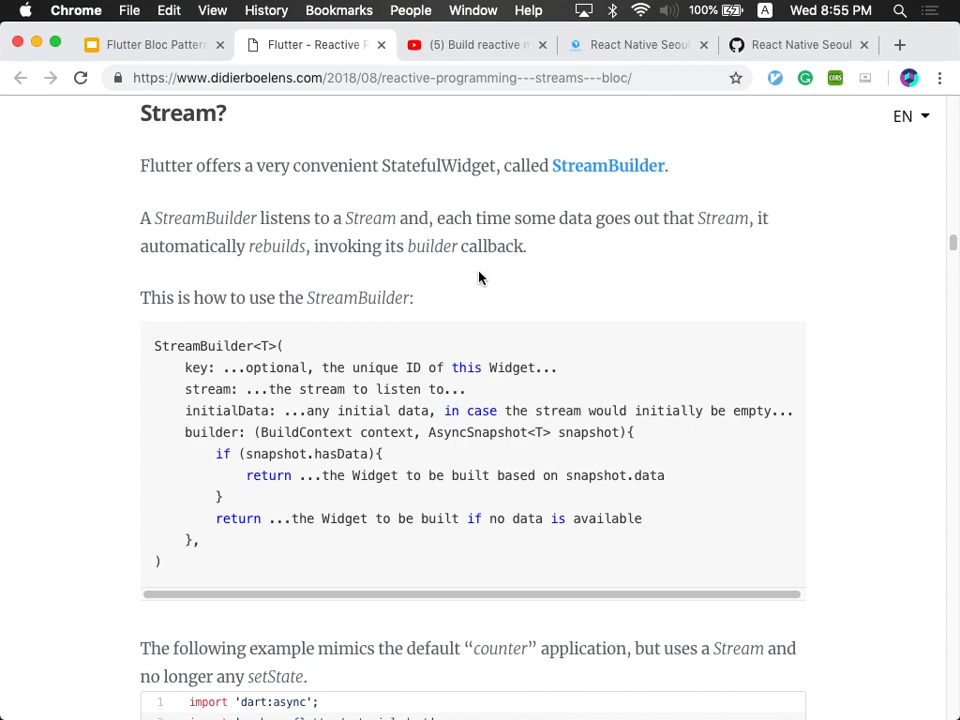 Chrome File Edit View History Bookmarks People Window Help 100% A Wed 8:55 PM
Flutter Bloc Pattern Flutter - Reactive P (5) Build reactive m React Native Seoul React Native Seoul
https://www.didierboelens.com/2018/08/reactive-programming---streams---bloc/
CORS
Stream?
EN
Flutter offers a very convenient StatefulWidget, called StreamBuilder.
A StreamBuilder listens to a Stream and, each time some data goes out that Stream, it
automatically rebuilds, invoking its builder callback.
This is how to use the StreamBuilder:
StreamBuilder<T>(
key: ...optional, the unique ID of this Widget...
stream: ...the stream to listen to...
initialData: ...any initial data, in case the stream would initially be empty...
builder: (BuildContext context, AsyncSnapshot<T> snapshot){
if (snapshot.hasData){
return ...the Widget to be built based on snapshot.data
}
return ...the Widget to be built if no data is available
},
)
The following example mimics the default “counter” application, but uses a Stream and
no longer any setState.
1 import 'dart:async';